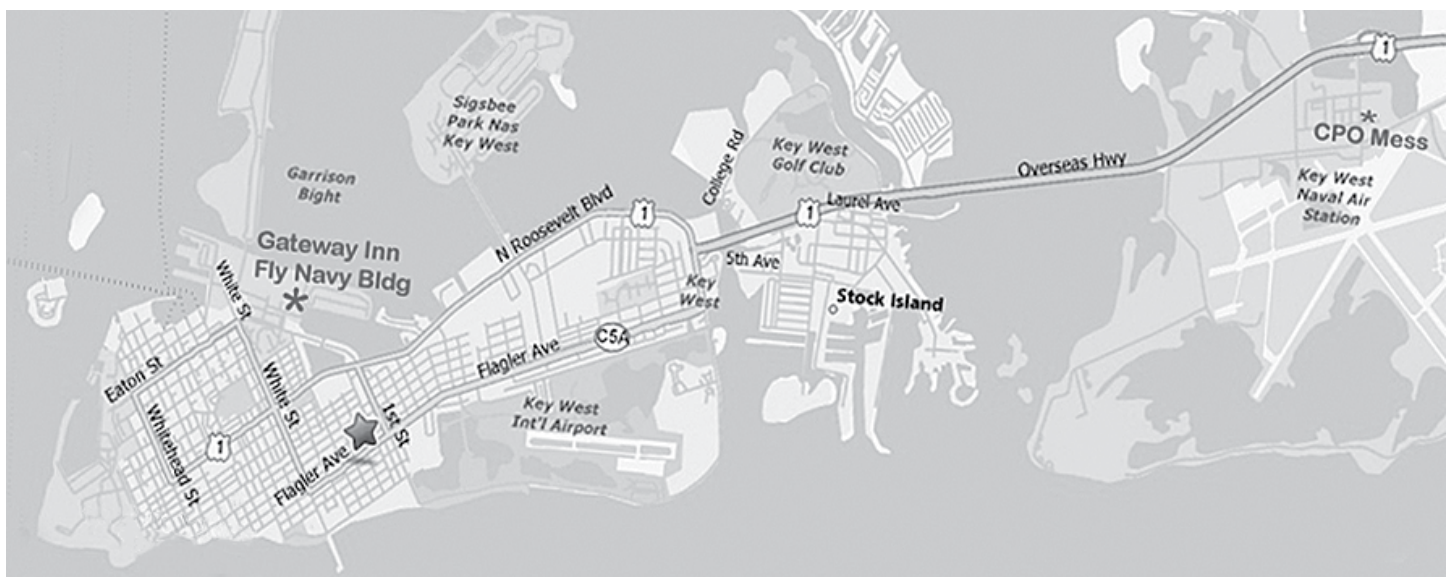 1
Sigsbee
Park Nas
Key West
CPO Mess
College Rd
Key West
Golf Club
Overseas Hwy
Garrison
Bight
Key West
Naval Air
Station
N Roosevelt Blvd
1
1
Laurel Ave
Gateway Inn
Fly Navy Bldg
5th Ave
White St
Key
West
Stock Island
C5A
Flagler Ave
Eaton St
White St
Key West
Int'l Airport
1st St
Whitehead St
1
Flagler Ave